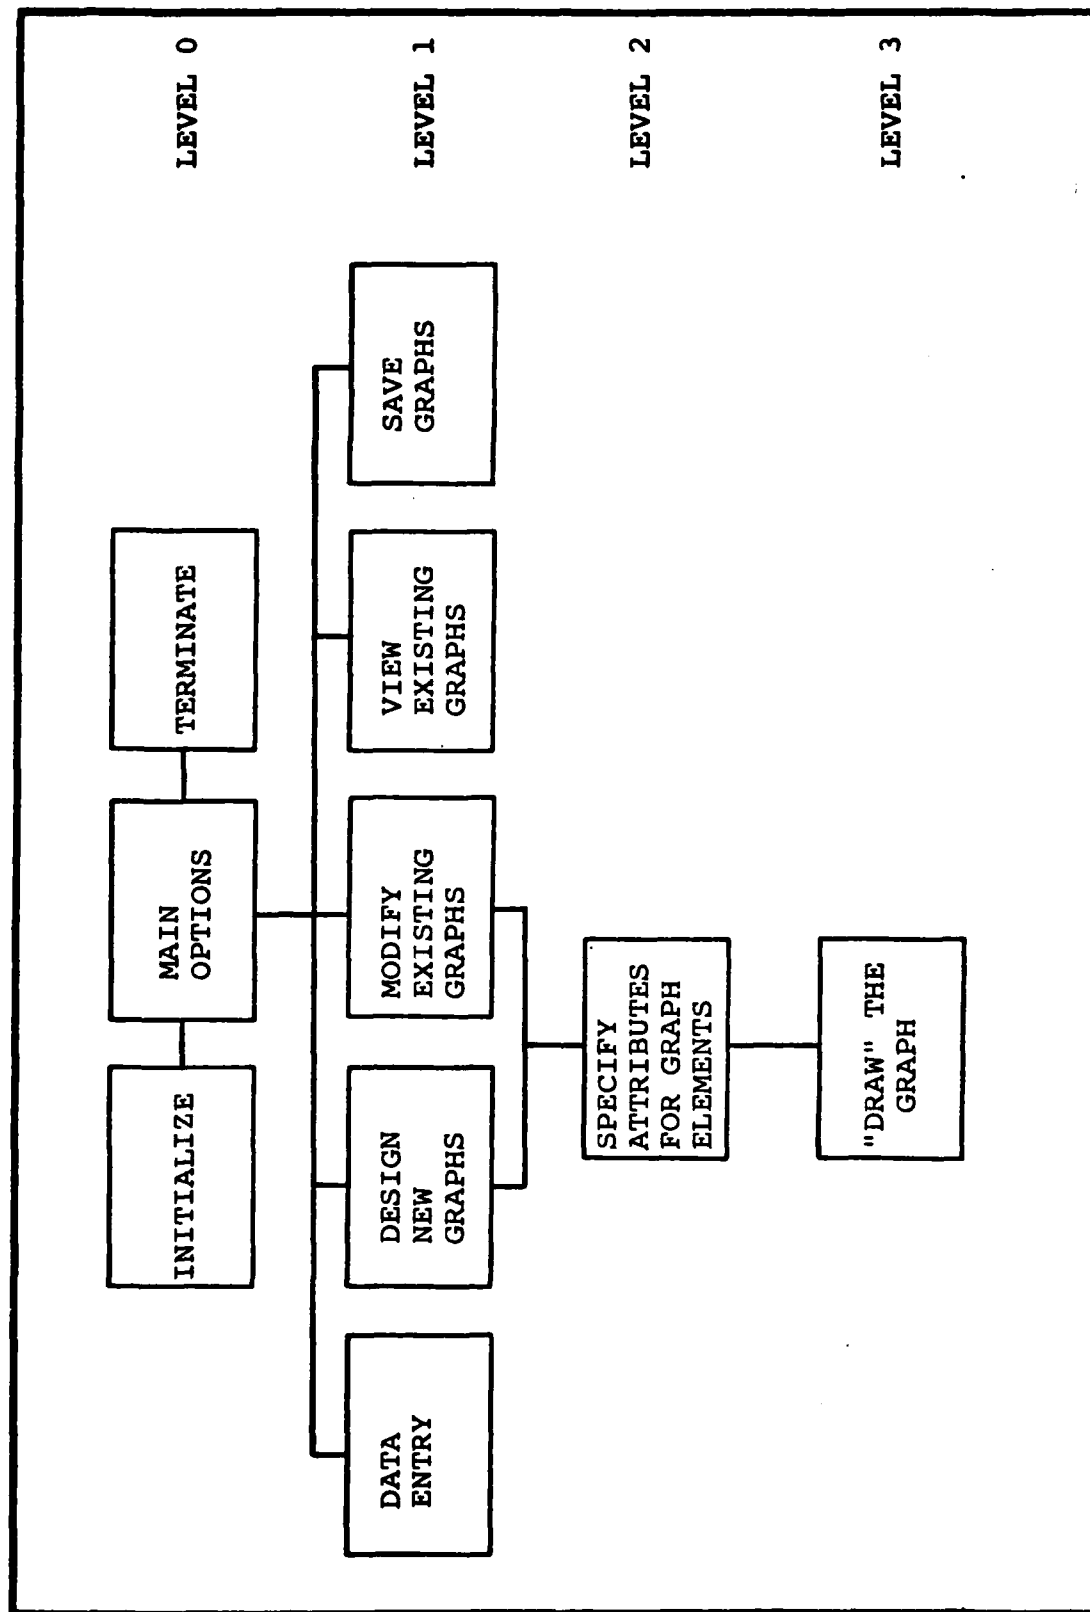 INITIALIZE
MAIN
OPTIONS
TERMINATE
LEVEL 0
DATA
ENTRY
DESIGN
NEW
GRAPHS
MODIFY
EXISTING
GRAPHS
VIEW
EXISTING
GRAPHS
SAVE
GRAPHS
LEVEL 1
SPECIFY
ATTRIBUTES
FOR GRAPH
ELEMENTS
LEVEL 2
"DRAW" THE
GRAPH
LEVEL 3